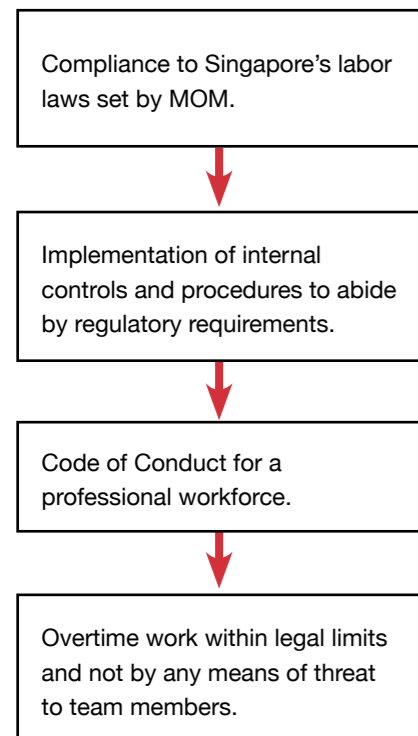 Compliance to Singapore’s labor
laws set by MOM.
Implementation of internal
controls and procedures to abide
by regulatory requirements.
Code of Conduct for a
professional workforce.
Overtime work within legal limits
and not by any means of threat
to team members.